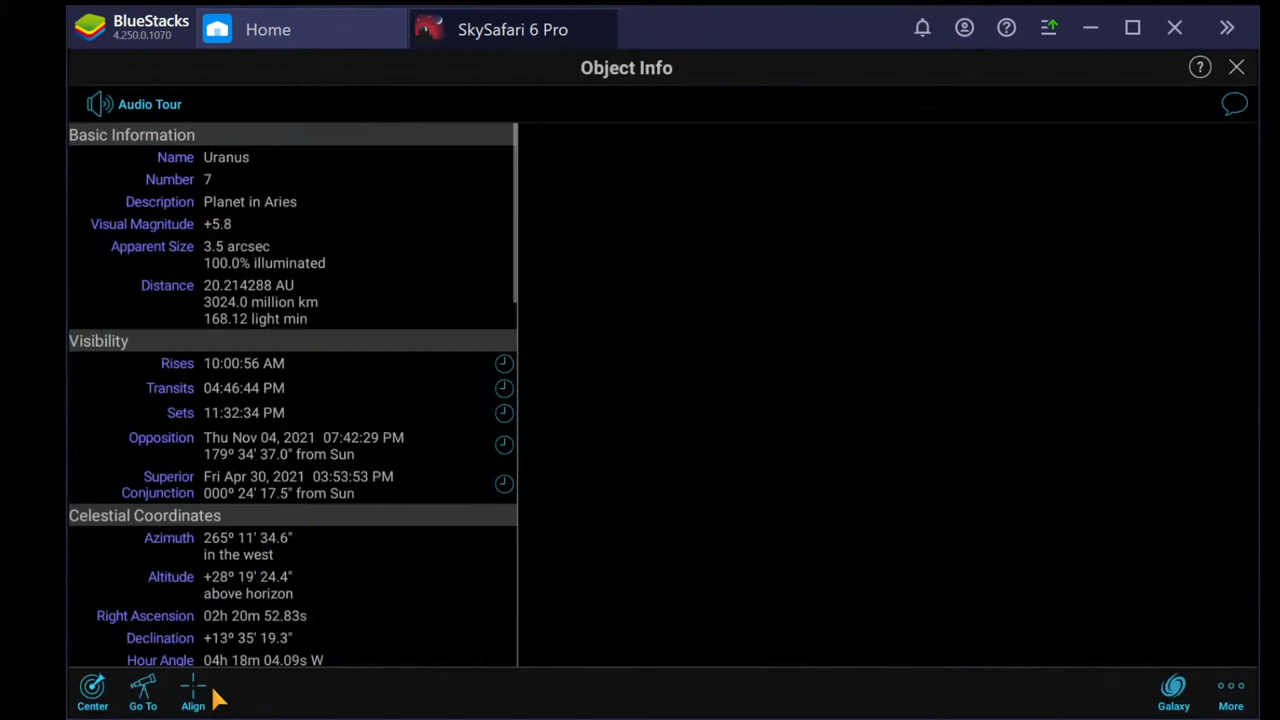 BlueStacks
4.250.0.1070
Home
SkySafari 6 Pro
Object Info
Audio Tour
Basic Information
Name Uranus
Number 7
Description Planet in Aries
Visual Magnitude +5.8
Apparent Size 3.5 arcsec
100.0% illuminated
Distance 20.214288 AU
3024.0 million km
168.12 light min
Visibility
Rises 10:00:56 AM
Transits 04:46:44 PM
Sets 11:32:34 PM
Opposition Thu Nov 04, 2021 07:42:29 PM
179º 34' 37.0" from Sun
Superior Fri Apr 30, 2021 03:53:53 PM
Conjunction 000º 24' 17.5" from Sun
Celestial Coordinates
Azimuth 265º 11' 34.6"
in the west
Altitude +28º 19' 24.4"
above horizon
Right Ascension 02h 20m 52.83s
Declination +13º 35' 19.3"
Hour Angle 04h 18m 04.09s W
Center
Go To
Align
Galaxy
More